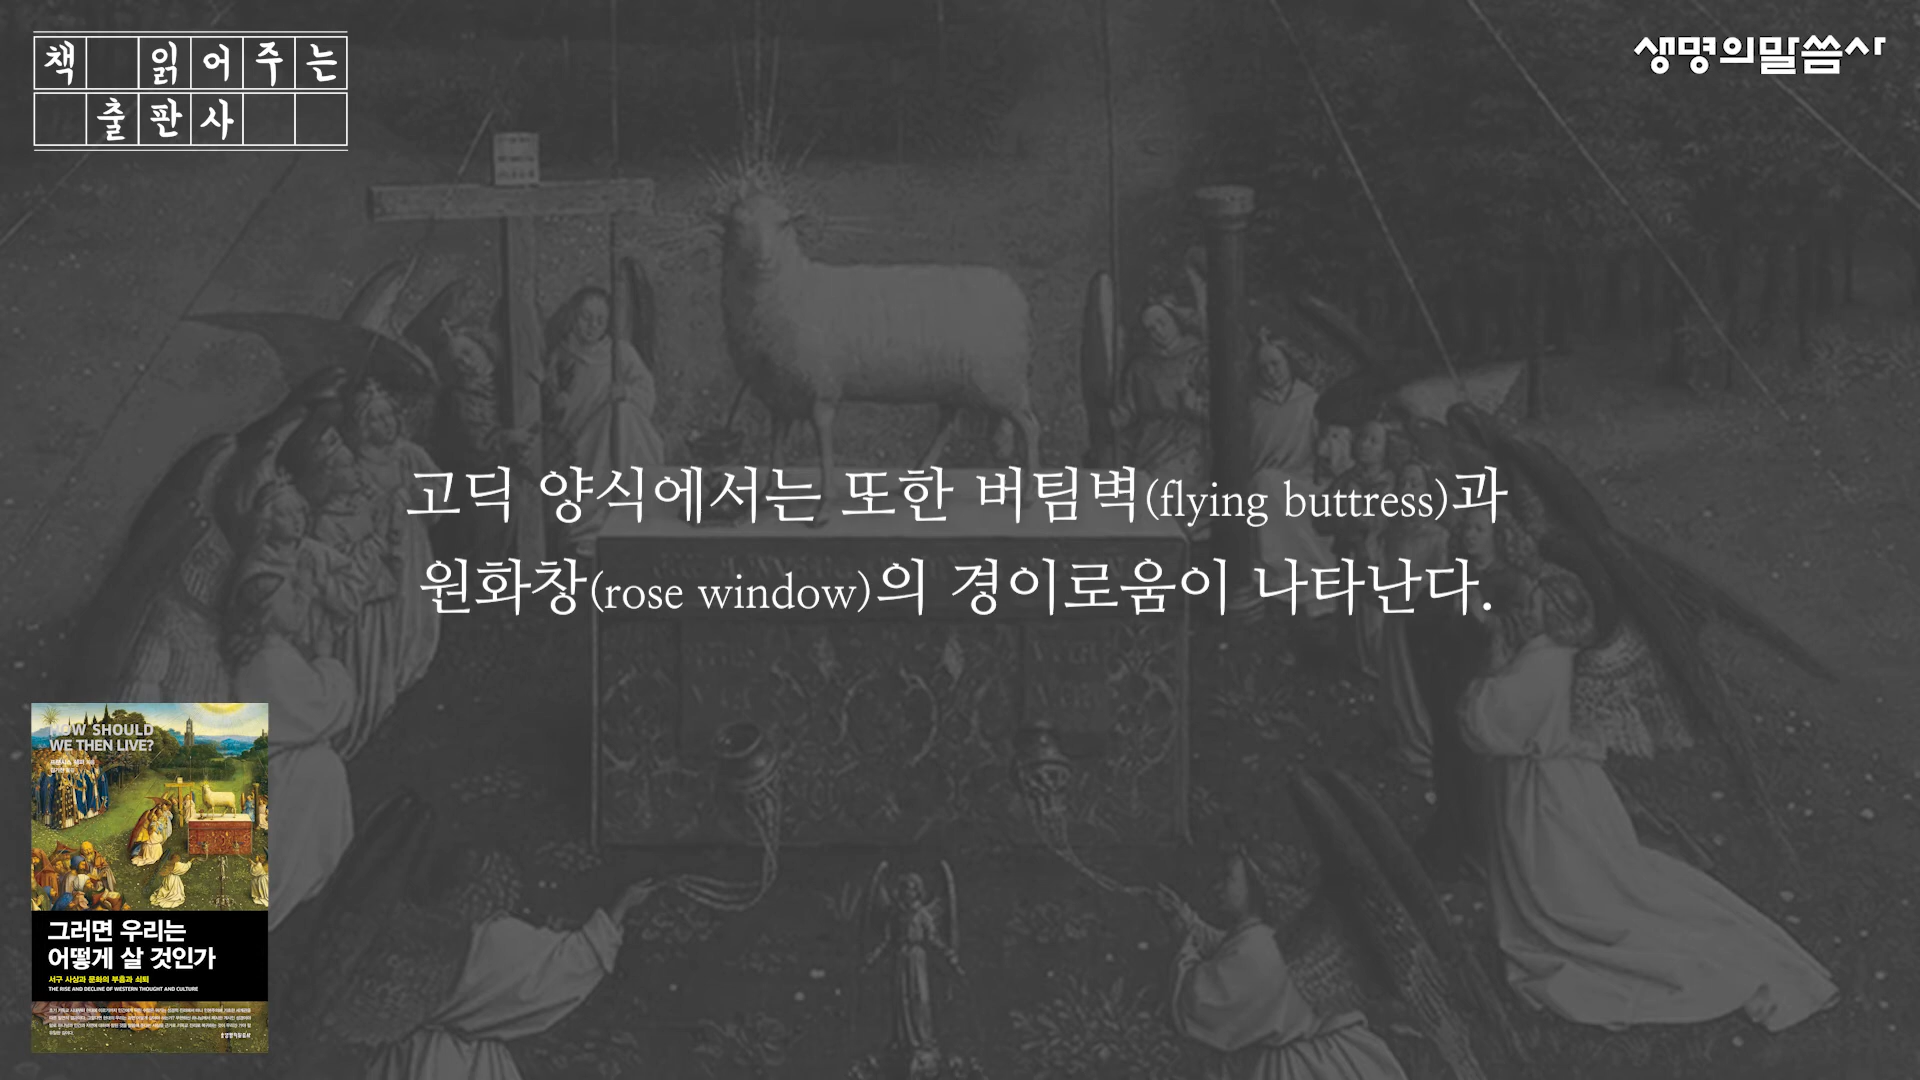 책 읽어주는
출판사
생명의말씀사
고딕 양식에서는 또한 버팀벽(flying buttress)과
원화창(rose window)의 경이로움이 나타난다.
HOW SHOULD
WE THEN LIVE?
그러면 우리는
어떻게 살 것인가
서구 사상과 문화의 부흥과 쇠퇴
THE RISE AND DECLINE OF WESTERN THOUGHT AND CULTURE